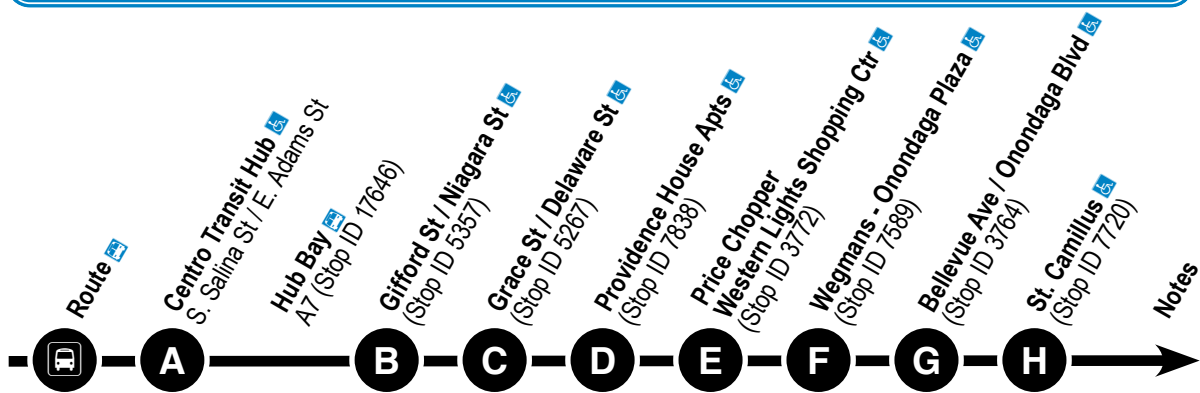 Route
Centro Transit Hub
S. Salina St / E. Adams St
Hub Bay
A7 (Stop ID 17646)
Gifford St / Niagara St
(Stop ID 5357)
Grace St / Delaware St
(Stop ID 5267)
Providence House Apts
(Stop ID 7838)
Price Chopper
Western Lights Shopping Ctr
(Stop ID 3772)
Wegmans - Onondaga Plaza
(Stop ID 7589)
Bellevue Ave / Onondaga Blvd
(Stop ID 3764)
St. Camillus
(Stop ID 7720)
Notes
A B C D E F G H